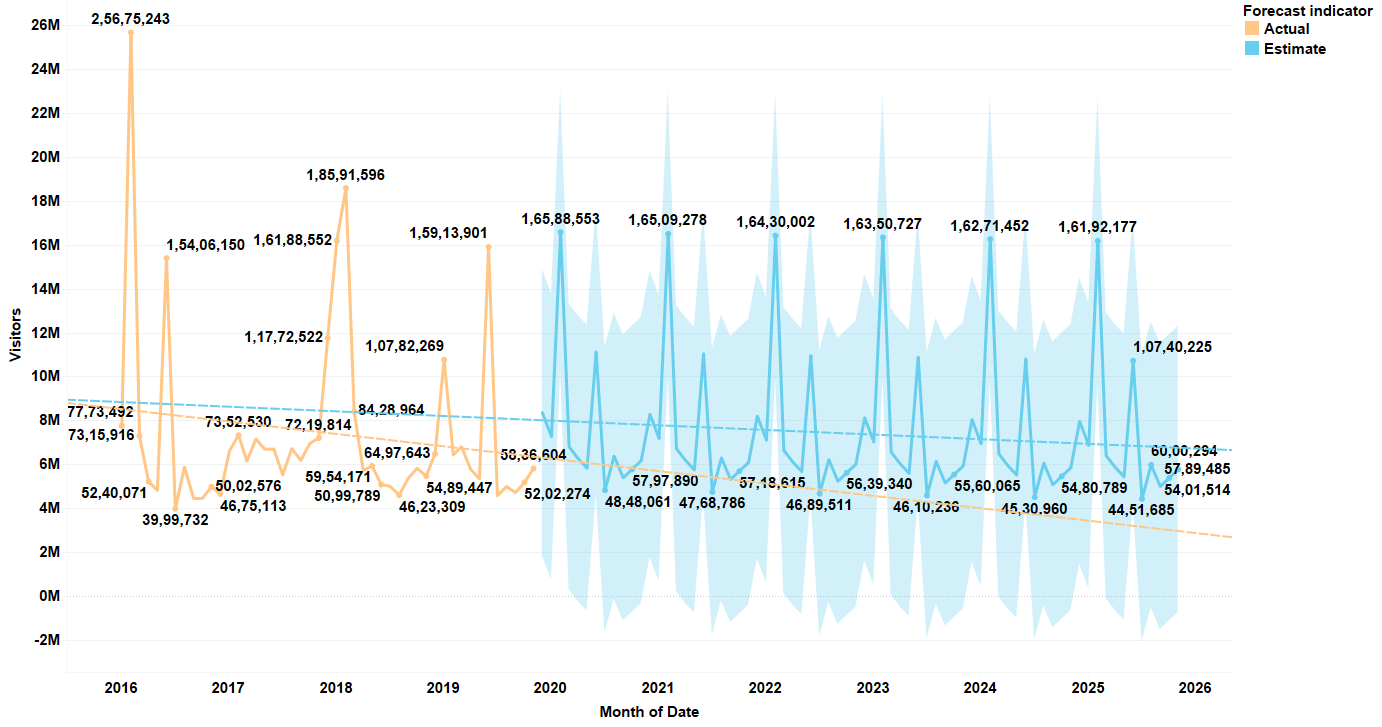 Forecast indicator
Actual
Estimate
26M
24M
22M
20M
18M
16M
14M
12M
10M
8M
6M
4M
2M
0M
-2M
Visitors
2,56,75,243
1,85,91,596
1,54,06,150
1,61,88,552
1,59,13,901
1,65,88,553
1,65,09,278
1,64,30,002
1,63,50,727
1,62,71,452
1,61,92,177
1,17,72,522
1,07,82,269
1,07,40,225
77,73,492
73,15,916
73,52,530
72,19,814
84,28,964
64,97,643
58,36,604
60,00,294
57,89,485
54,01,514
52,40,071
39,99,732
50,02,576
46,75,113
59,54,171
50,99,789
54,89,447
46,23,309
52,02,274
57,97,890
48,48,061
47,68,786
57,18,615
46,89,511
56,39,340
46,10,236
55,60,065
45,30,960
54,80,789
44,51,685
2016
2017
2018
2019
2020
2021
2022
2023
2024
2025
2026
Month of Date